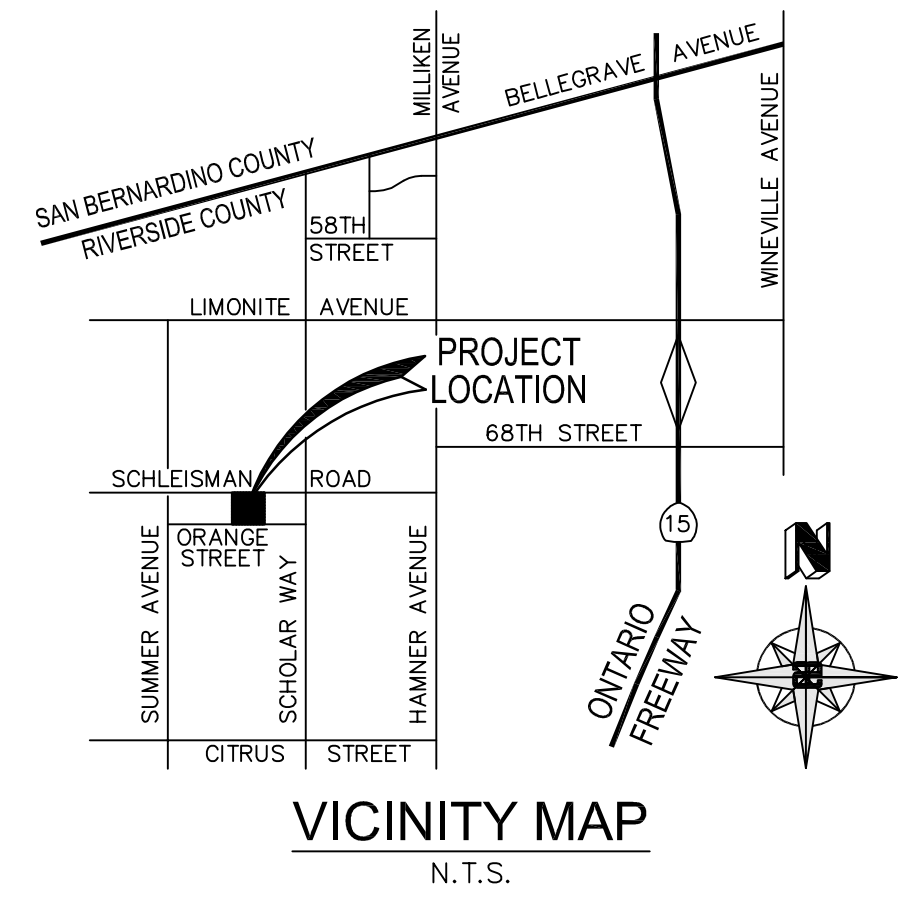 MILLIKEN
AVENUE
BELLEGRAVE AVENUE
WINEVILLE AVENUE
SAN BERNARDINO COUNTY
RIVERSIDE COUNTY
58TH
STREET
LIMONITE AVENUE
PROJECT
LOCATION
68TH STREET
SCHLEISMAN ROAD
15
N
ORANGE
STREET
SUMMER AVENUE
SCHOLAR WAY
HAMNER AVENUE
ONTARIO
FREEWAY
CITRUS STREET
VICINITY MAP
N.T.S.